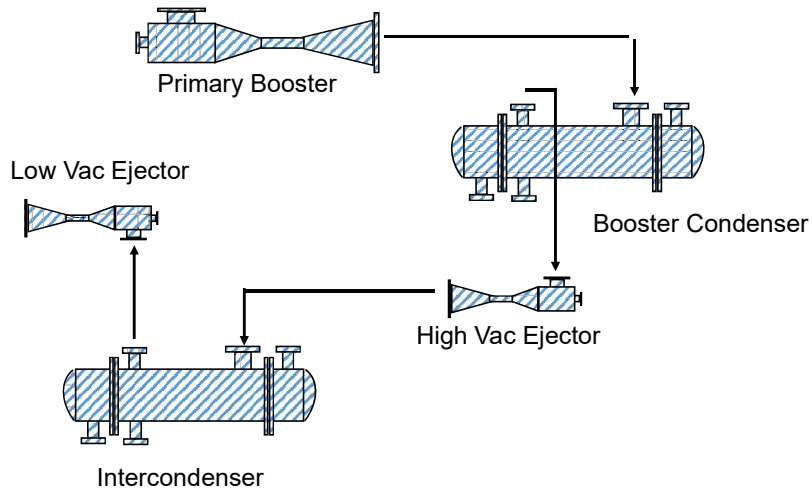 Primary Booster
Low Vac Ejector
Booster Condenser
High Vac Ejector
Intercondenser